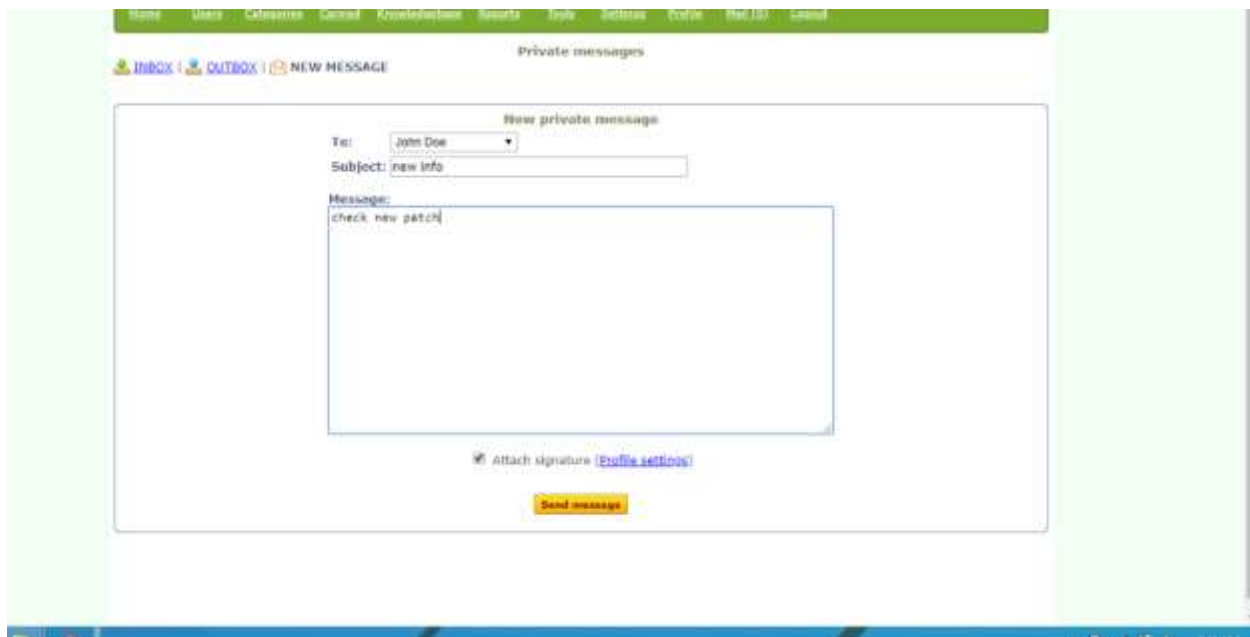 Home Users Categories Canned Knowledgebase Reports Tools Settings Profile Mail (0) Logout
Private messages
INBOX | OUTBOX | NEW MESSAGE
New private message
To: John Doe
Subject: new info
Message:
check new patch
Attach signature (Profile settings)
Send message